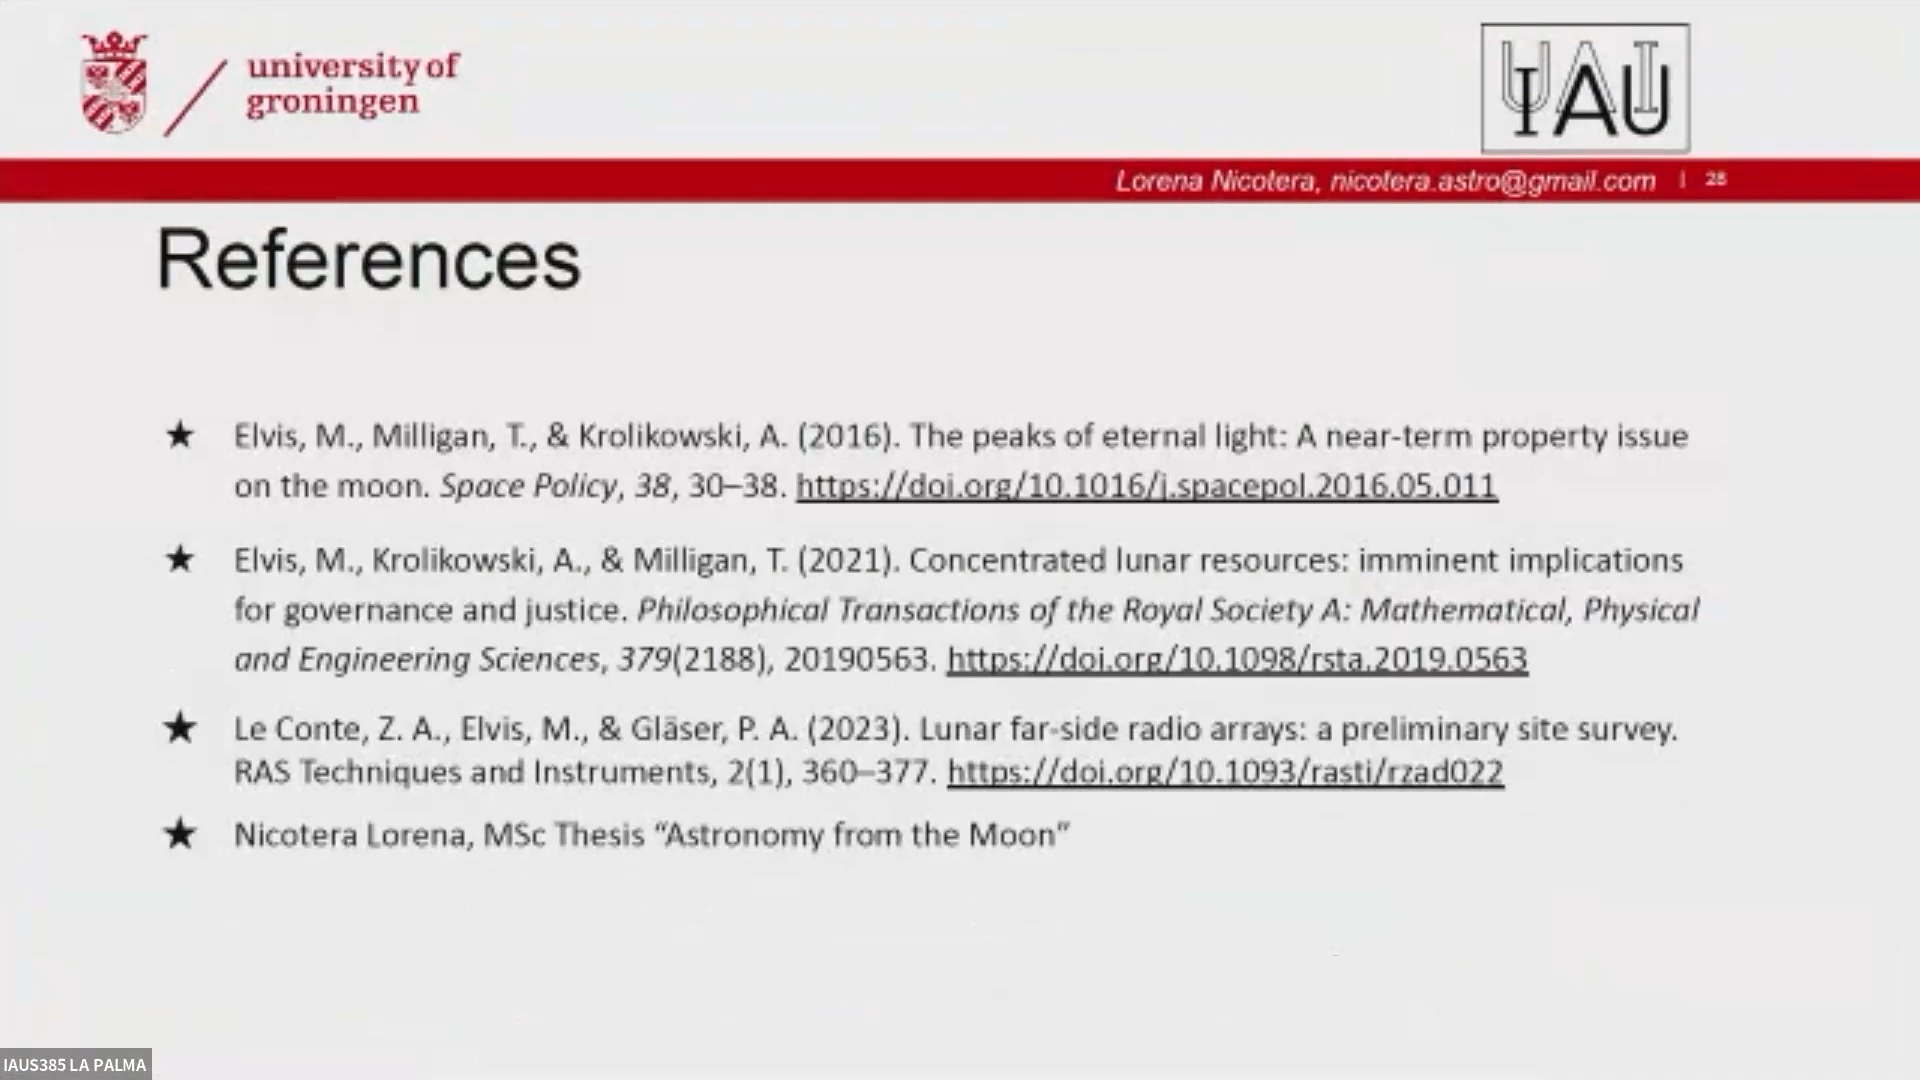 university of
groningen
IAU
Lorena Nicotera, nicotera.astro@gmail.com | 28
References
★ Elvis, M., Milligan, T., & Krolikowski, A. (2016). The peaks of eternal light: A near-term property issue
on the moon. Space Policy, 38, 30–38. https://doi.org/10.1016/j.spacepol.2016.05.011
★ Elvis, M., Krolikowski, A., & Milligan, T. (2021). Concentrated lunar resources: imminent implications
for governance and justice. Philosophical Transactions of the Royal Society A: Mathematical, Physical
and Engineering Sciences, 379(2188), 20190563. https://doi.org/10.1098/rsta.2019.0563
★ Le Conte, Z. A., Elvis, M., & Gläser, P. A. (2023). Lunar far-side radio arrays: a preliminary site survey.
RAS Techniques and Instruments, 2(1), 360–377. https://doi.org/10.1093/rasti/rzad022
★ Nicotera Lorena, MSc Thesis “Astronomy from the Moon”
IAUS385 LA PALMA